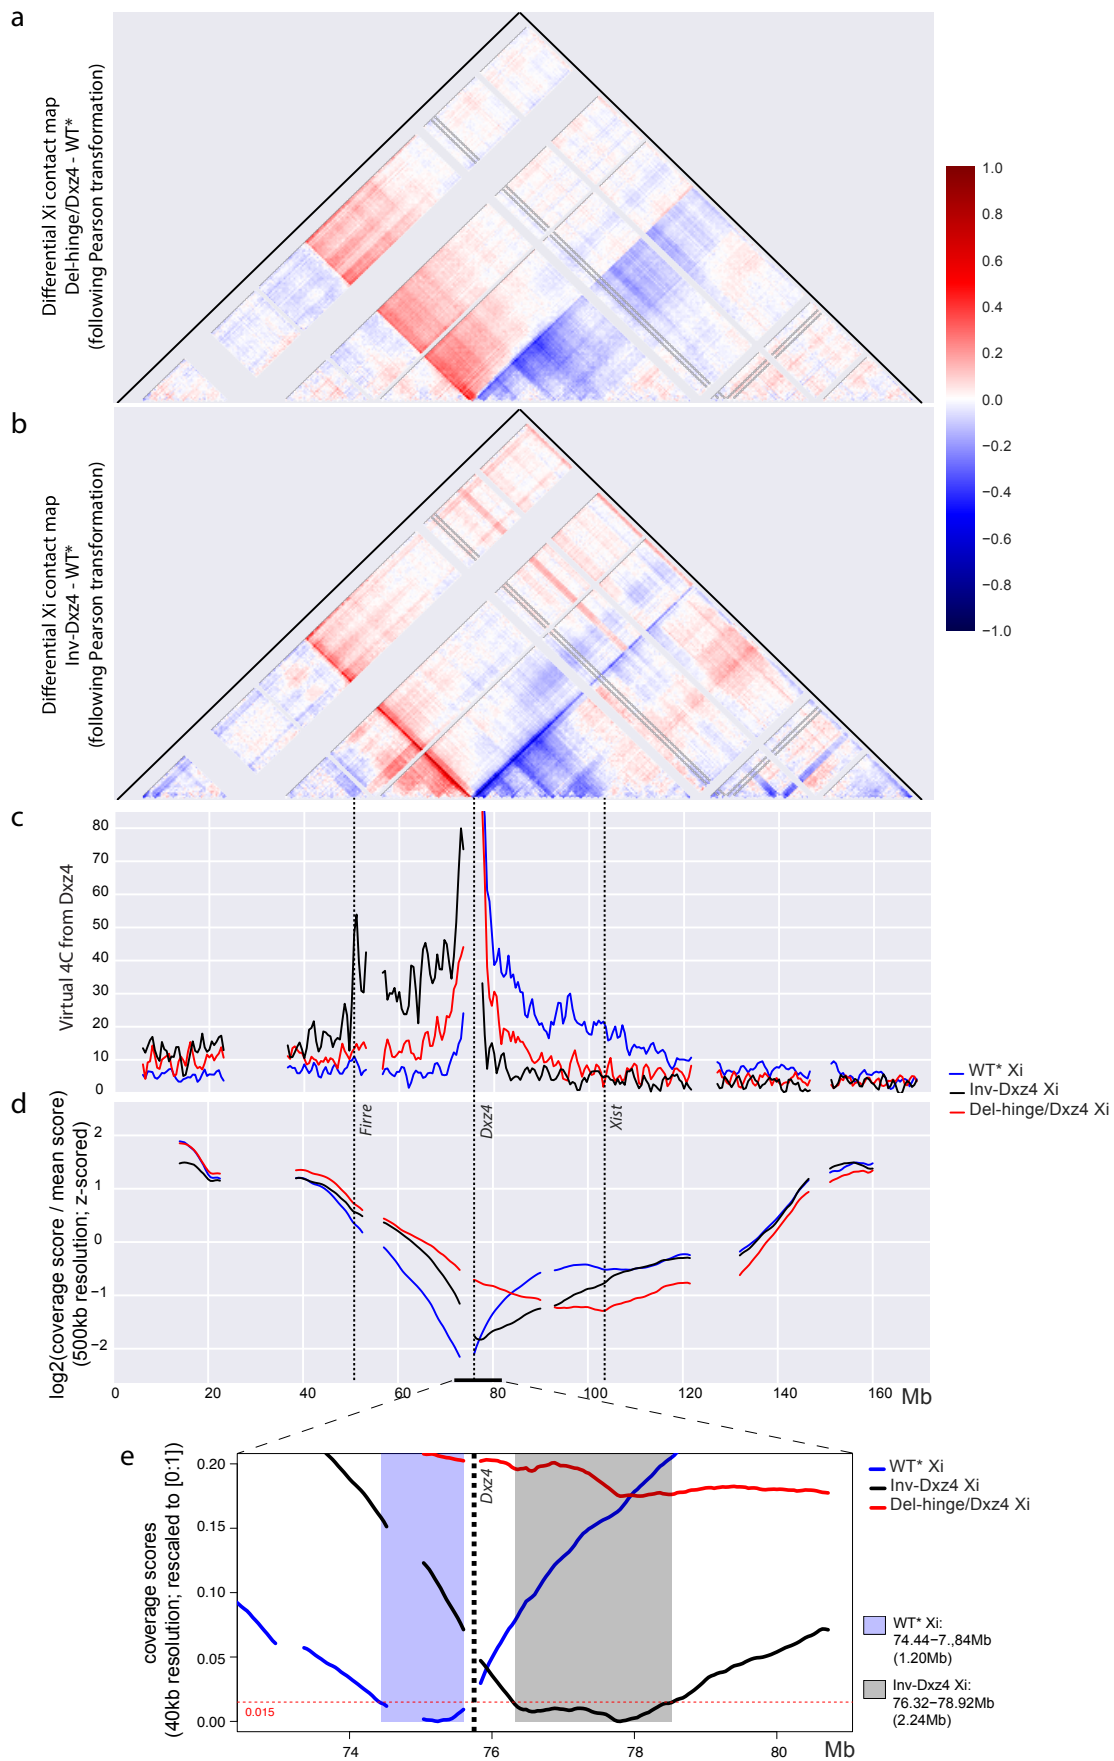 a
Differential Xi contact map
Del-hinge/Dxz4 - WT*
(following Pearson transformation)
1.0
0.8
0.6
0.4
0.2
0.0
−0.2
−0.4
−0.6
−0.8
−1.0
b
Differential Xi contact map
Inv-Dxz4 - WT*
(following Pearson transformation)
c
Virtual 4C from Dxz4
80
70
60
50
40
30
20
10
0
WT* Xi
Inv-Dxz4 Xi
Del-hinge/Dxz4 Xi
d
log2(coverage score / mean score)
(500kb resolution; z-scored)
2
1
0
−1
−2
Firre
Dxz4
Xist
0 20 40 60 80 100 120 140 160 Mb
e
coverage scores
(40kb resolution; rescaled to [0:1])
0.20
0.15
0.10
0.05
0.00
0.015
Dxz4
74 76 78 80 Mb
WT* Xi
Inv-Dxz4 Xi
Del-hinge/Dxz4 Xi
WT* Xi:
74.44−7.,84Mb
(1.20Mb)
Inv-Dxz4 Xi:
76.32−78.92Mb
(2.24Mb)